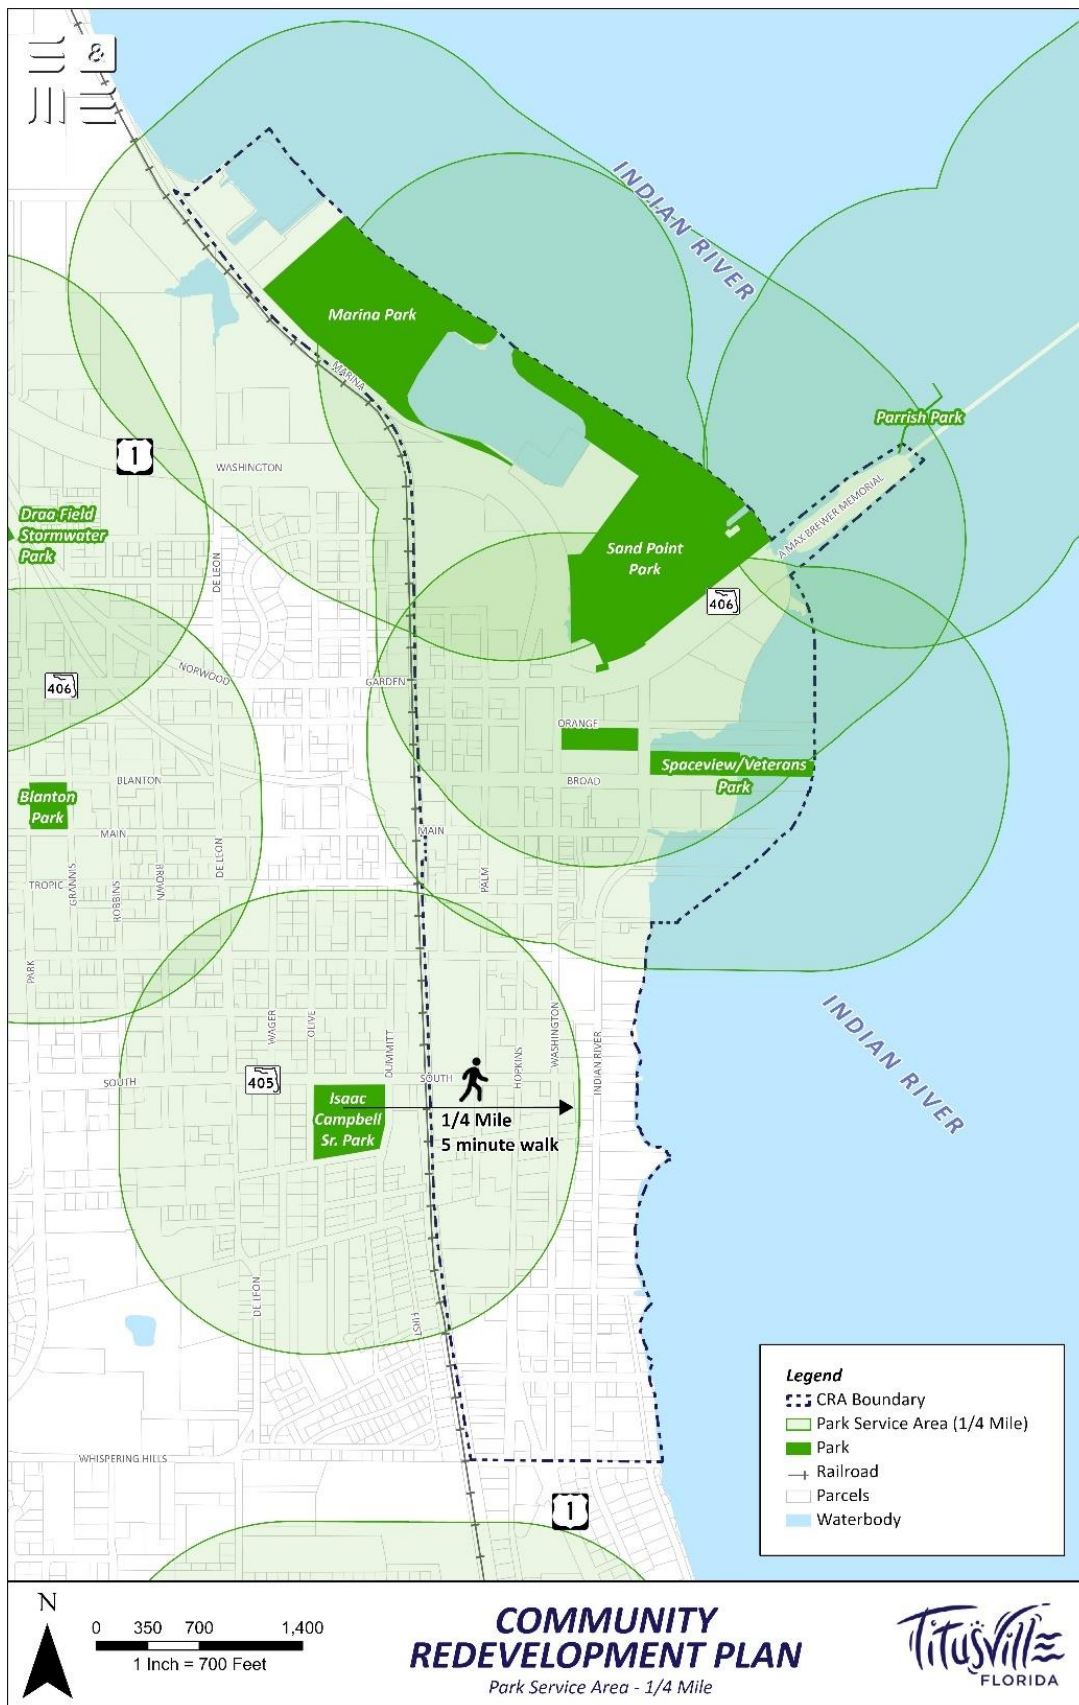 &
INDIAN RIVER
Marina Park
MARINA
Parrish Park
1
WASHINGTON
A MAX BREWER MEMORIAL
Draa Field
Stormwater
Park
DE LEON
Sand Point
Park
406
NORWOOD
GARDEN
406
ORANGE
Spaceview/Veterans
Park
BLANTON
BROAD
Blanton
Park
MAIN
MAIN
DE LEON
TROPIC
GRANNIS
ROBBINS
BROWN
PALM
PARK
INDIAN RIVER
WAGER
OLIVE
DUMMITT
HOPKINS
WASHINGTON
INDIAN RIVER
SOUTH
405
SOUTH
Isaac
Campbell
Sr. Park
1/4 Mile
5 minute walk
DE LEON
FIRST
WHISPERING HILLS
1
Legend
CRA Boundary
Park Service Area (1/4 Mile)
Park
Railroad
Parcels
Waterbody
N
0 350 700 1,400
1 Inch = 700 Feet
COMMUNITY
REDEVELOPMENT PLAN
Park Service Area - 1/4 Mile
Titusville
FLORIDA